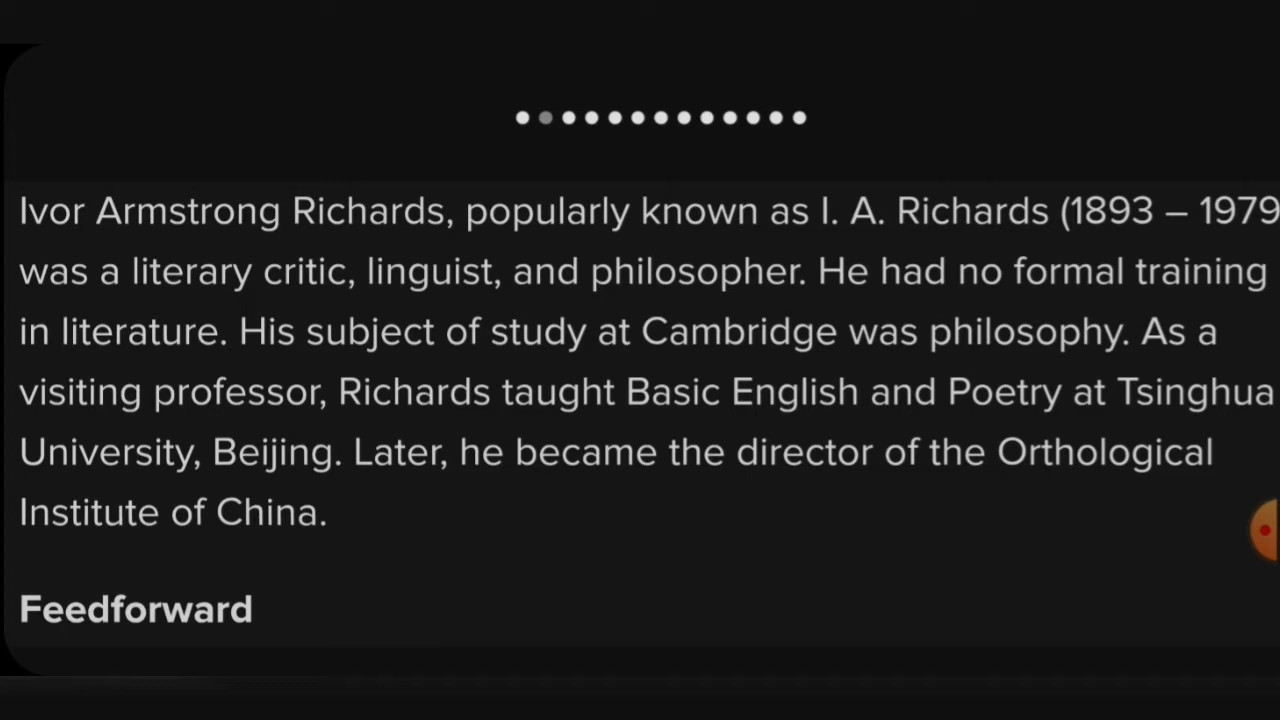 Ivor Armstrong Richards, popularly known as I. A. Richards (1893 – 1979
was a literary critic, linguist, and philosopher. He had no formal training
in literature. His subject of study at Cambridge was philosophy. As a
visiting professor, Richards taught Basic English and Poetry at Tsinghua
University, Beijing. Later, he became the director of the Orthological
Institute of China.
Feedforward